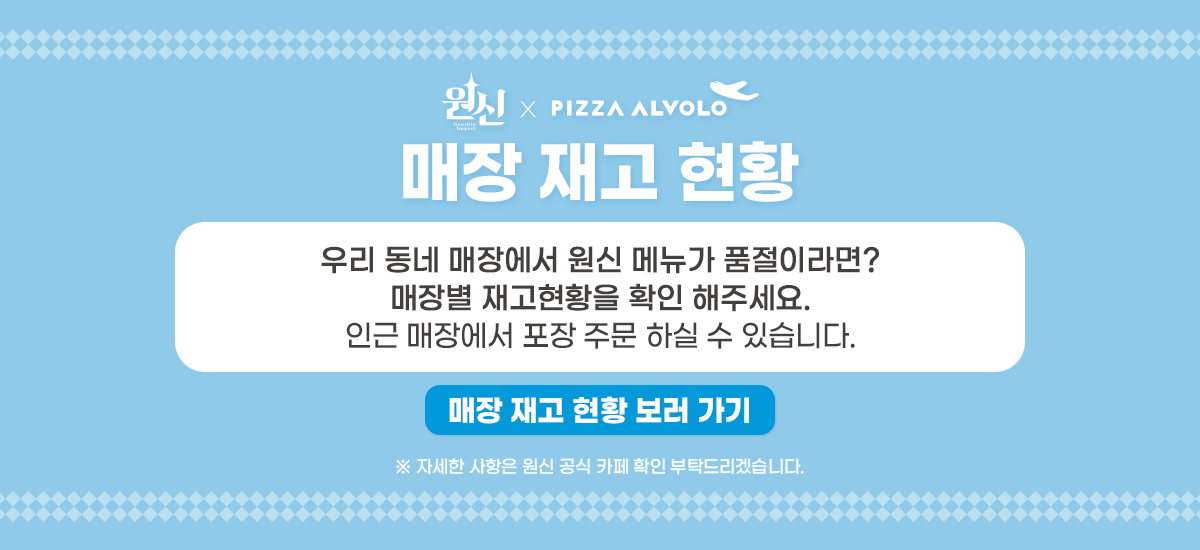 원신 × PIZZA ALVOLO
Genshin
Impact
매장 재고 현황
우리 동네 매장에서 원신 메뉴가 품절이라면?
매장별 재고현황을 확인 해주세요.
인근 매장에서 포장 주문 하실 수 있습니다.
매장 재고 현황 보러 가기
※ 자세한 사항은 원신 공식 카페 확인 부탁드리겠습니다.